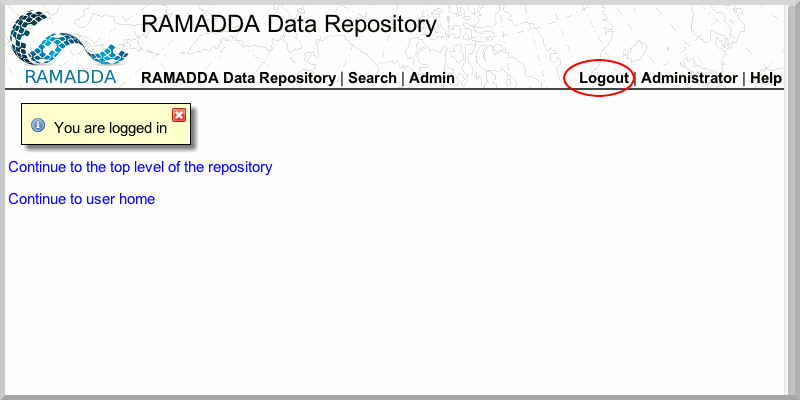 RAMADDA Data Repository
RAMADDA
RAMADDA Data Repository | Search | Admin
Logout | Administrator | Help
You are logged in
Continue to the top level of the repository
Continue to user home